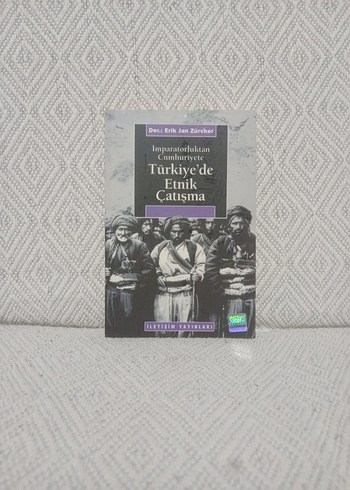 Der.: Erik Jan Zürcher
İmparatorluktan
Cumhuriyete
Türkiye'de
Etnik
Çatışma
İLETİŞİM YAYINLARI